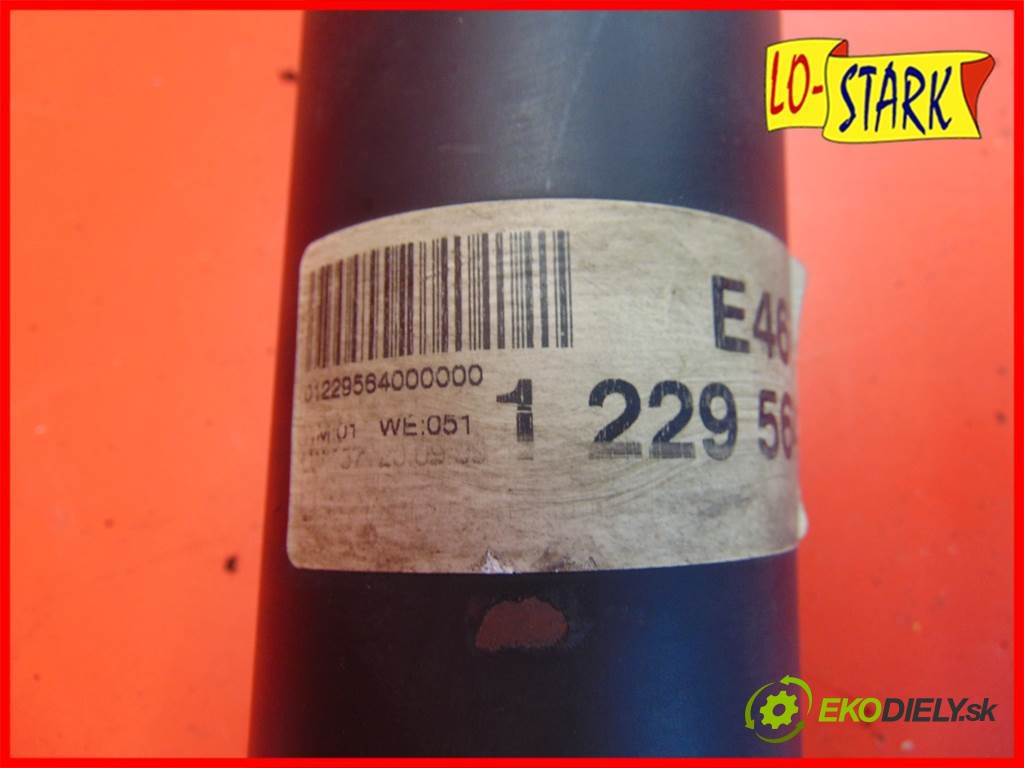 LO-STARK
E46
01229564000000
1 229 56
WE:051
EKODIELY.sk